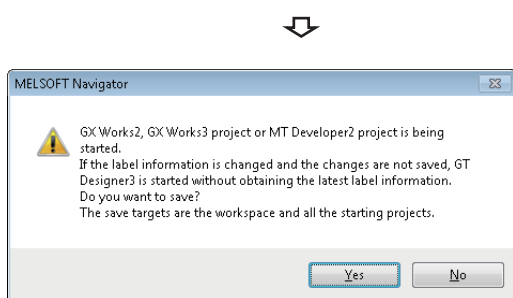 MELSOFT Navigator
GX Works2, GX Works3 project or MT Developer2 project is being
started.
If the label information is changed and the changes are not saved, GT
Designer3 is started without obtaining the latest label information.
Do you want to save?
The save targets are the workspace and all the starting projects.
Yes No